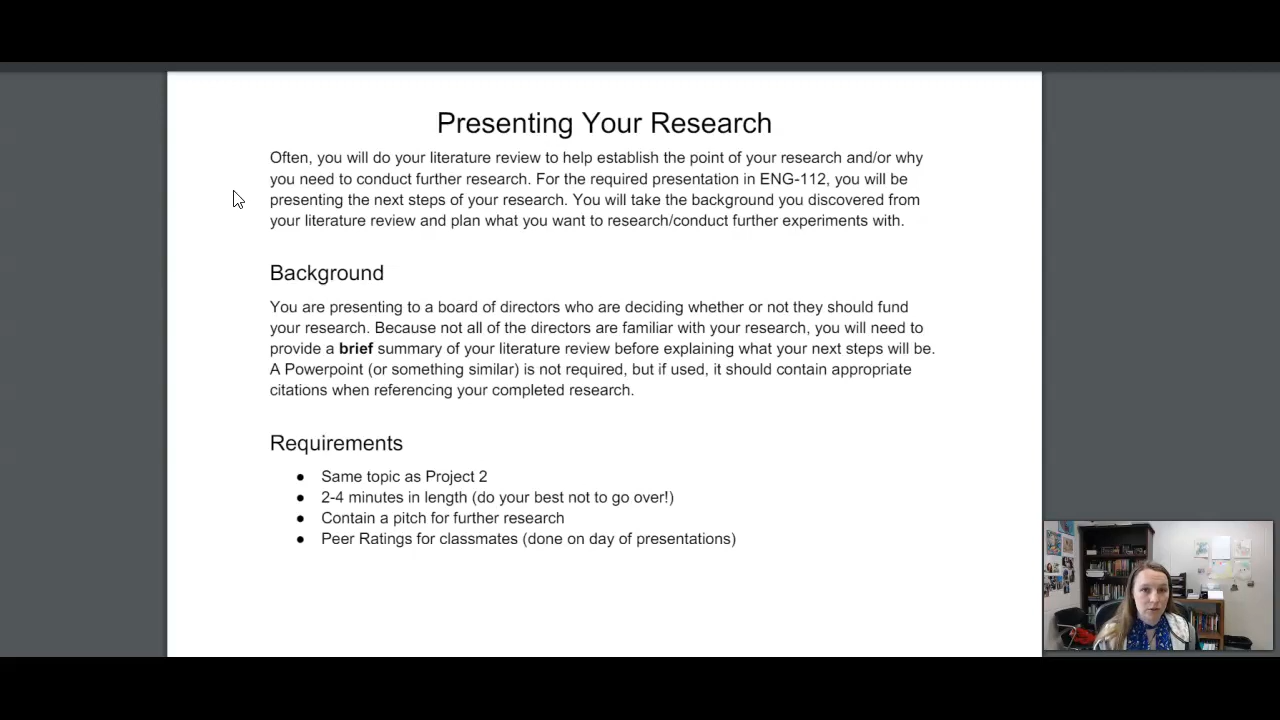 Presenting Your Research
Often, you will do your literature review to help establish the point of your research and/or why
you need to conduct further research. For the required presentation in ENG-112, you will be
presenting the next steps of your research. You will take the background you discovered from
your literature review and plan what you want to research/conduct further experiments with.
Background
You are presenting to a board of directors who are deciding whether or not they should fund
your research. Because not all of the directors are familiar with your research, you will need to
provide a brief summary of your literature review before explaining what your next steps will be.
A Powerpoint (or something similar) is not required, but if used, it should contain appropriate
citations when referencing your completed research.
Requirements
● Same topic as Project 2
● 2-4 minutes in length (do your best not to go over!)
● Contain a pitch for further research
● Peer Ratings for classmates (done on day of presentations)